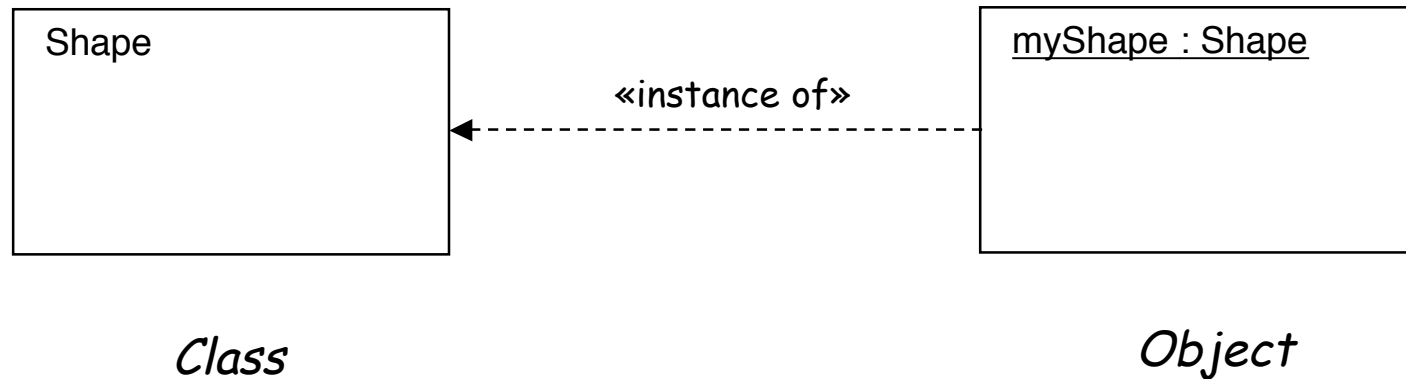 Shape
myShape : Shape
«instance of»
Class
Object